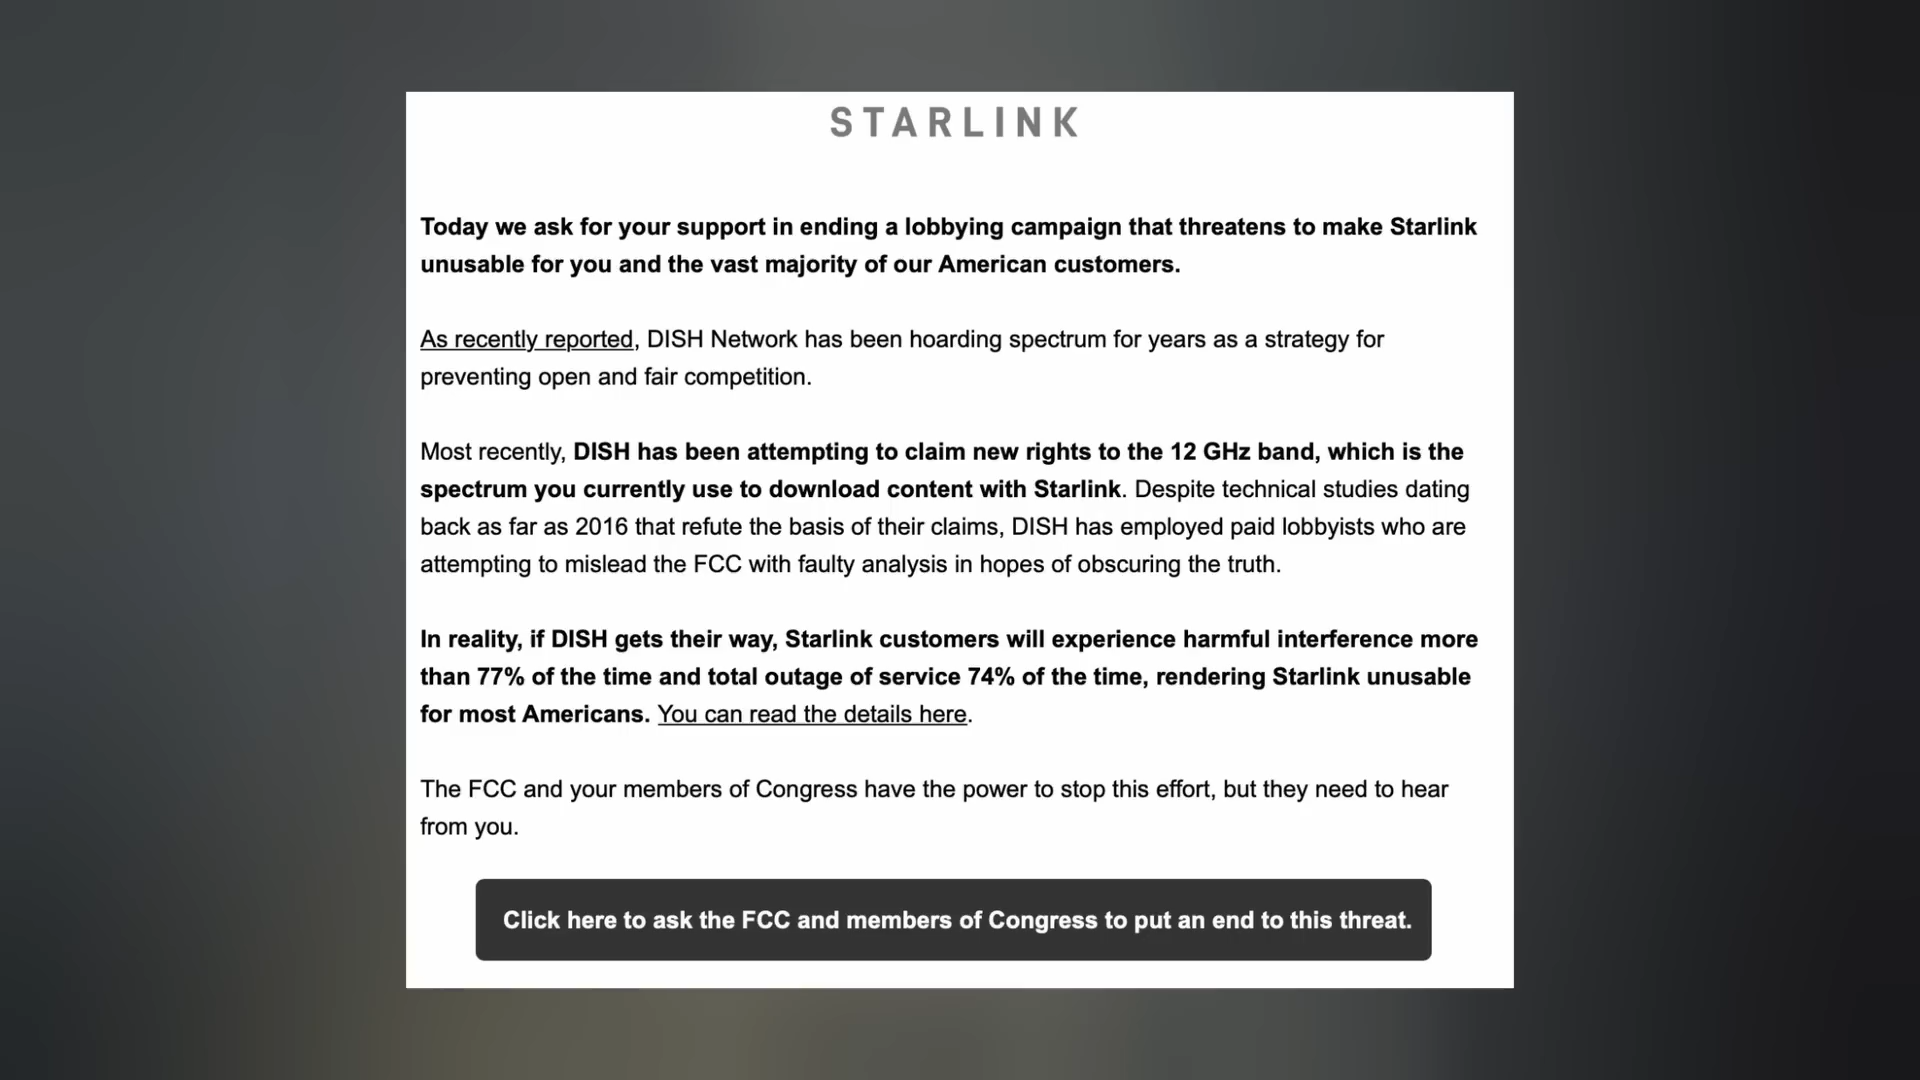 STARLINK
Today we ask for your support in ending a lobbying campaign that threatens to make Starlink
unusable for you and the vast majority of our American customers.
As recently reported, DISH Network has been hoarding spectrum for years as a strategy for
preventing open and fair competition.
Most recently, DISH has been attempting to claim new rights to the 12 GHz band, which is the
spectrum you currently use to download content with Starlink. Despite technical studies dating
back as far as 2016 that refute the basis of their claims, DISH has employed paid lobbyists who are
attempting to mislead the FCC with faulty analysis in hopes of obscuring the truth.
In reality, if DISH gets their way, Starlink customers will experience harmful interference more
than 77% of the time and total outage of service 74% of the time, rendering Starlink unusable
for most Americans. You can read the details here.
The FCC and your members of Congress have the power to stop this effort, but they need to hear
from you.
Click here to ask the FCC and members of Congress to put an end to this threat.